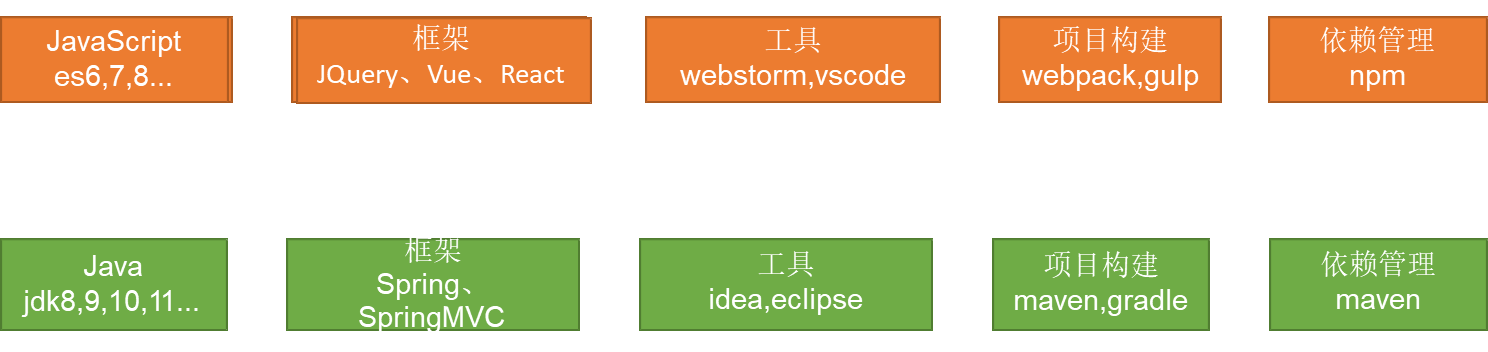 JavaScript
es6,7,8...
框架
JQuery、Vue、React
工具
webstorm,vscode
项目构建
webpack,gulp
依赖管理
npm
Java
jdk8,9,10,11...
框架
Spring、
SpringMVC
工具
idea,eclipse
项目构建
maven,gradle
依赖管理
maven